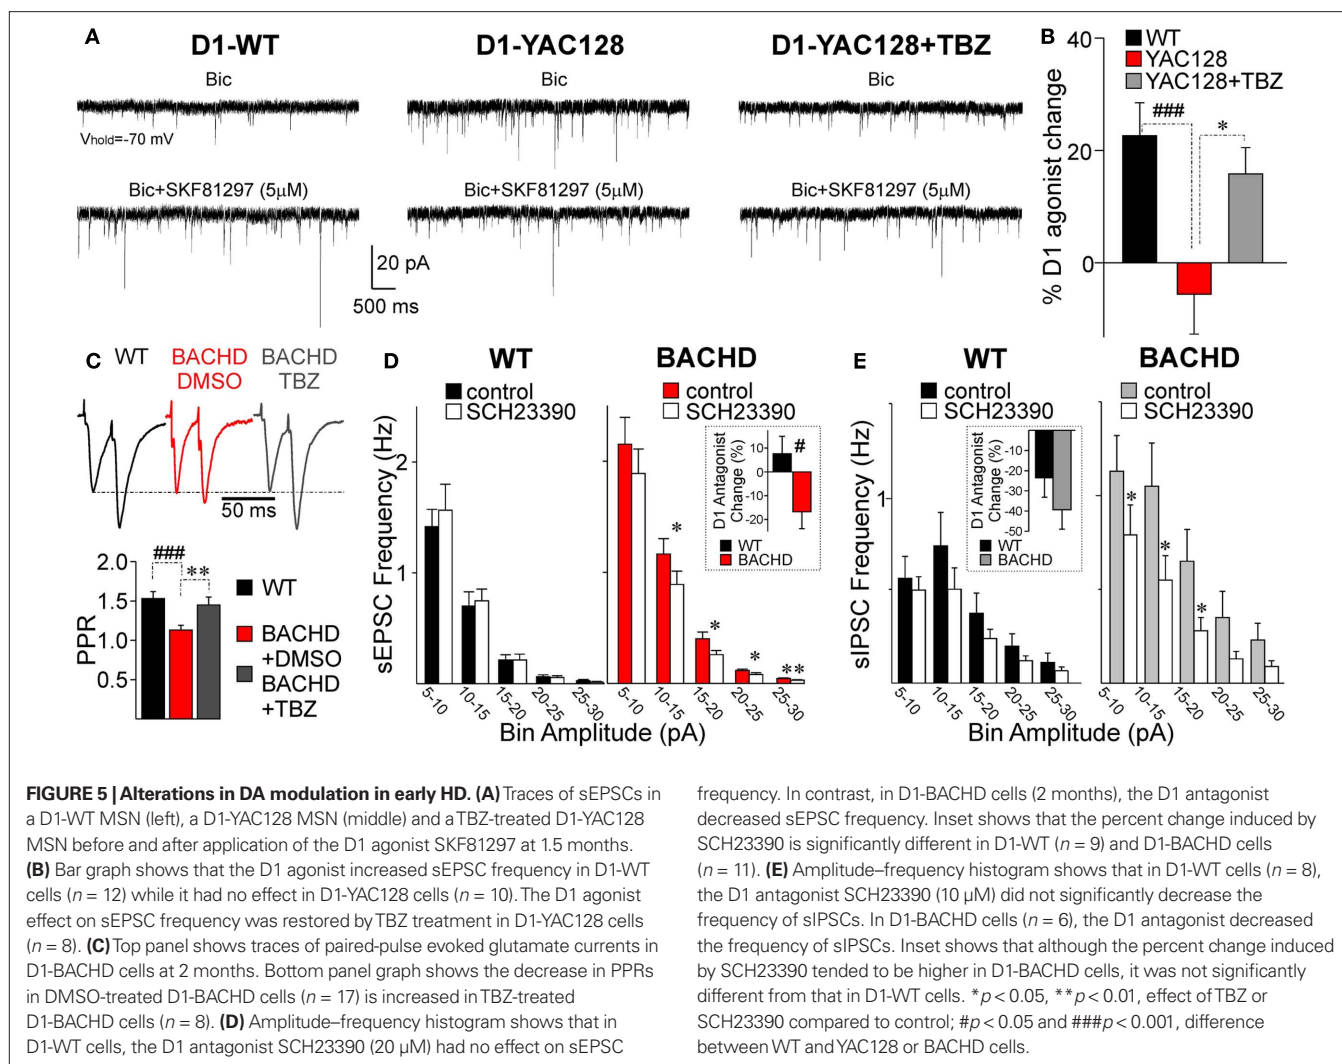 A
D1-WT
D1-YAC128
D1-YAC128+TBZ
Bic
Bic
Bic
Vhold=-70 mV
Bic+SKF81297 (5μM)
Bic+SKF81297 (5μM)
Bic+SKF81297 (5μM)
20 pA
500 ms
B
WT
YAC128
YAC128+TBZ
% D1 agonist change
40
20
0
###
*
C
WT
BACHD
DMSO
BACHD
TBZ
50 ms
PPR
2.0
1.5
1.0
0.5
###
**
WT
BACHD
+DMSO
BACHD
+TBZ
D
WT
control
SCH23390
BACHD
control
SCH23390
sEPSC Frequency (Hz)
2
1
5-10
10-15
15-20
20-25
25-30
5-10
10-15
15-20
20-25
25-30
*
*
*
**
Bin Amplitude (pA)
D1 Antagonist
Change (%)
10
0
-10
-20
#
WT
BACHD
E
WT
control
SCH23390
BACHD
control
SCH23390
sIPSC Frequency (Hz)
1
5-10
10-15
15-20
20-25
25-30
5-10
10-15
15-20
20-25
25-30
*
*
*
Bin Amplitude (pA)
D1 Antagonist
Change (%)
-10
-20
-30
-40
-50
WT
BACHD
FIGURE 5 | Alterations in DA modulation in early HD. (A) Traces of sEPSCs in
a D1-WT MSN (left), a D1-YAC128 MSN (middle) and a TBZ-treated D1-YAC128
MSN before and after application of the D1 agonist SKF81297 at 1.5 months.
(B) Bar graph shows that the D1 agonist increased sEPSC frequency in D1-WT
cells (n = 12) while it had no effect in D1-YAC128 cells (n = 10). The D1 agonist
effect on sEPSC frequency was restored by TBZ treatment in D1-YAC128 cells
(n = 8). (C) Top panel shows traces of paired-pulse evoked glutamate currents in
D1-BACHD cells at 2 months. Bottom panel graph shows the decrease in PPRs
in DMSO-treated D1-BACHD cells (n = 17) is increased in TBZ-treated
D1-BACHD cells (n = 8). (D) Amplitude–frequency histogram shows that in
D1-WT cells, the D1 antagonist SCH23390 (20 μM) had no effect on sEPSC
frequency. In contrast, in D1-BACHD cells (2 months), the D1 antagonist
decreased sEPSC frequency. Inset shows that the percent change induced by
SCH23390 is significantly different in D1-WT (n = 9) and D1-BACHD cells
(n = 11). (E) Amplitude–frequency histogram shows that in D1-WT cells (n = 8),
the D1 antagonist SCH23390 (10 μM) did not significantly decrease the
frequency of sIPSCs. In D1-BACHD cells (n = 6), the D1 antagonist decreased
the frequency of sIPSCs. Inset shows that although the percent change induced
by SCH23390 tended to be higher in D1-BACHD cells, it was not significantly
different from that in D1-WT cells. *p < 0.05, **p < 0.01, effect of TBZ or
SCH23390 compared to control; #p < 0.05 and ###p < 0.001, difference
between WT and YAC128 or BACHD cells.